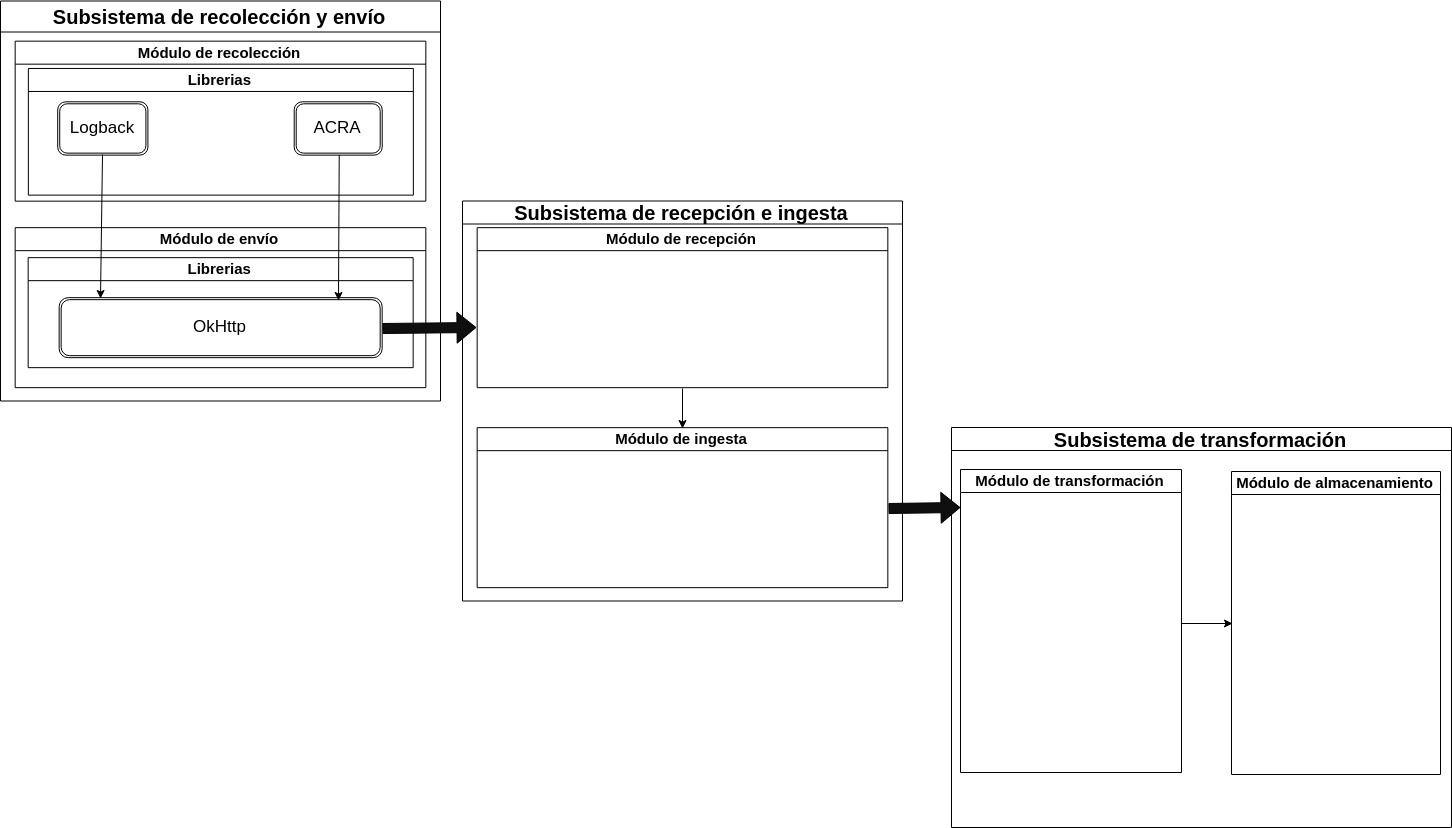 Subsistema de recolección y envío
Módulo de recolección
Librerias
Logback
ACRA
Módulo de envío
Librerias
OkHttp
Subsistema de recepción e ingesta
Módulo de recepción
Módulo de ingesta
Subsistema de transformación
Módulo de transformación
Módulo de almacenamiento